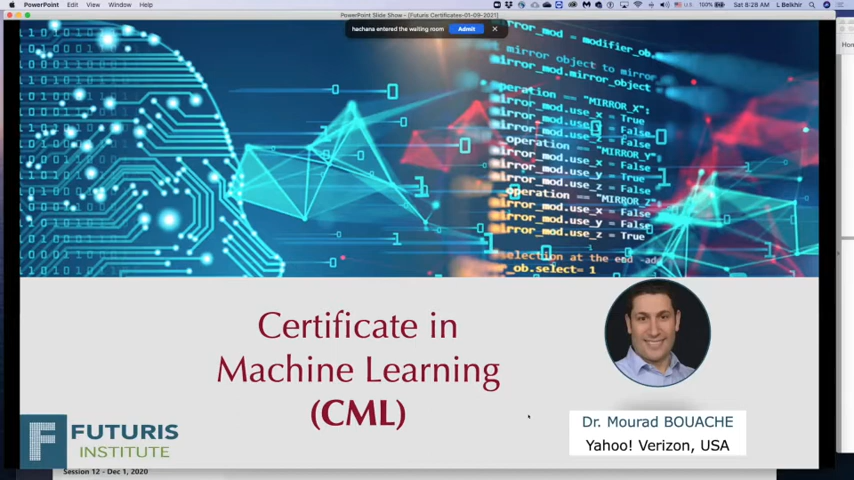 PowerPoint File Edit View Window Help
100% Sat 8:28 AM L Belkhir
PowerPoint Slide Show - [Futuris Certificates-01-09-2021]
hachana entered the waiting room Admit
mirror_mod = modifier_ob.
mirror object to mirror
mirror_mod.mirror_object
operation == "MIRROR_X":
mirror_mod.use_x = True
mirror_mod.use_y = False
mirror_mod.use_z = False
operation == "MIRROR_Y":
mirror_mod.use_x = False
mirror_mod.use_y = True
mirror_mod.use_z = False
operation == "MIRROR_Z":
mirror_mod.use_x = False
mirror_mod.use_y = False
mirror_mod.use_z = True
selection at the end -add
_ob.select= 1
Certificate in
Machine Learning
(CML)
FUTURIS
INSTITUTE
Dr. Mourad BOUACHE
Yahoo! Verizon, USA
Session 12 - Dec 1, 2020